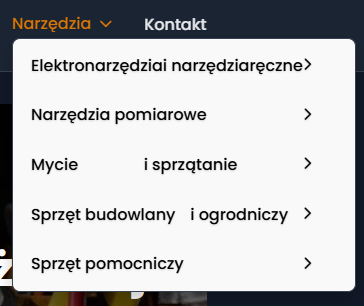 Narzędzia Kontakt
Elektronarzędziai narzędziaręczne
Narzędzia pomiarowe
Mycie i sprzątanie
Sprzęt budowlany i ogrodniczy
Sprzęt pomocniczy